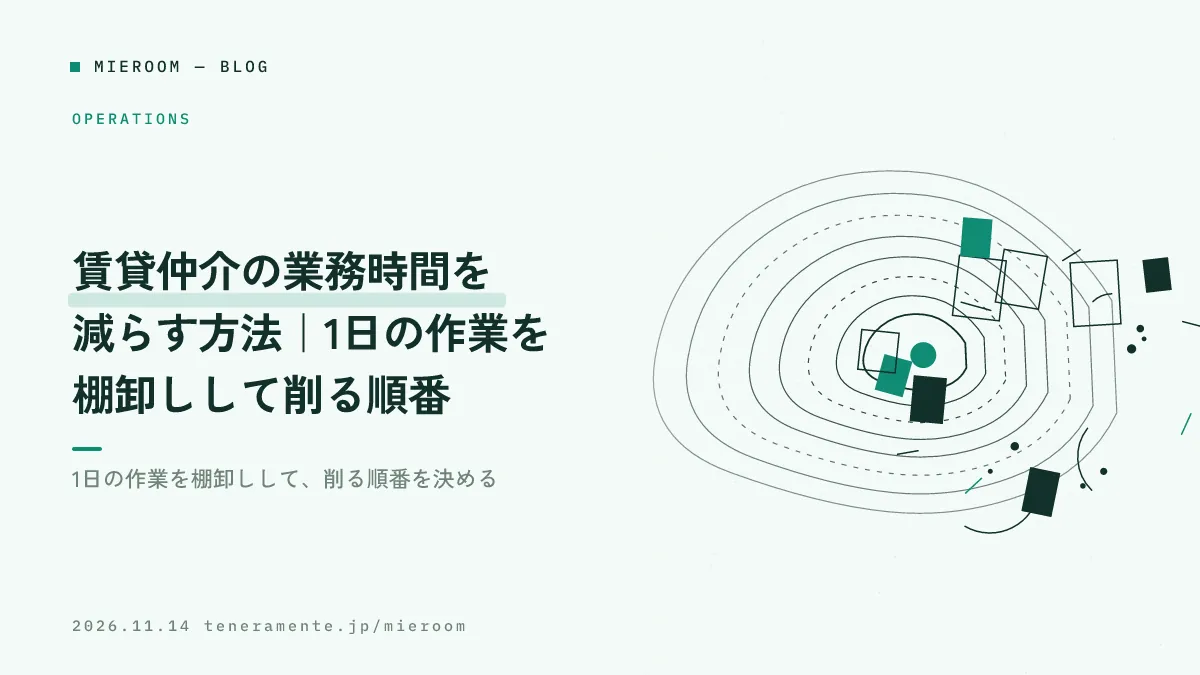 MIEROOM — BLOG
OPERATIONS
賃貸仲介の業務時間を
減らす方法｜1日の作業を
棚卸しして削る順番
1日の作業を棚卸しして、削る順番を決める
2026.11.14 teneramente.jp/mieroom